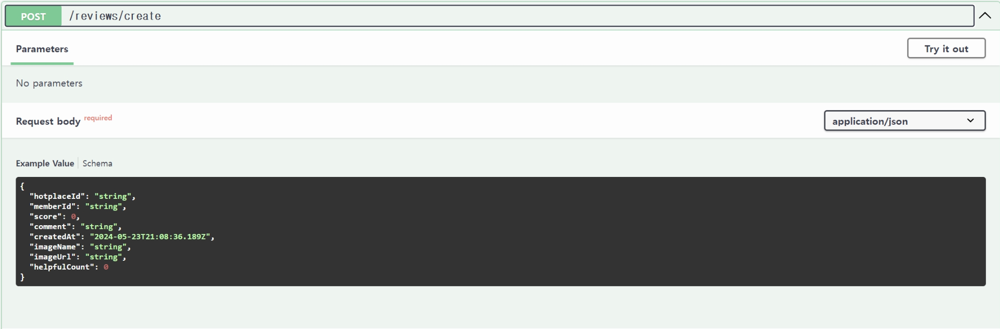 POST /reviews/create
Parameters
Try it out
No parameters
Request body required
application/json
Example Value Schema
{
  "hotplaceId": "string",
  "memberId": "string",
  "score": 0,
  "comment": "string",
  "createdAt": "2024-05-23T21:08:36.189Z",
  "imageName": "string",
  "imageUrl": "string",
  "helpfulCount": 0
}